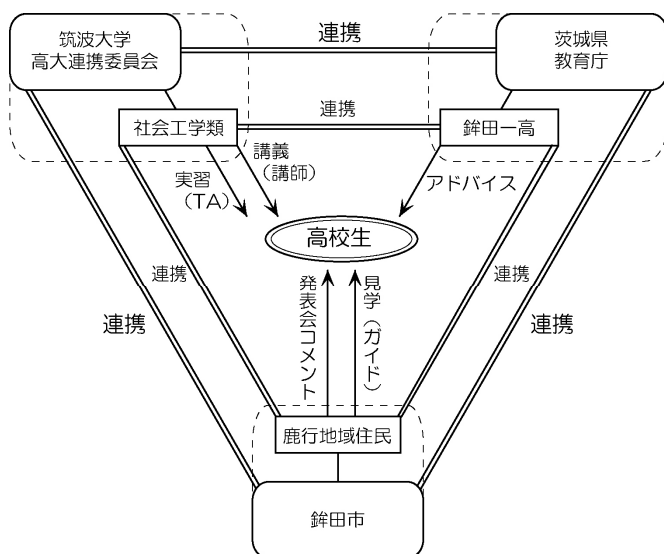 筑波大学
高大連携委員会
連携
茨城県
教育庁
社会工学類
連携
鉾田一高
講義
（講師）
実習
（TA）
アドバイス
高校生
連携
連携
連携
連携
発表会コメント
見学（ガイド）
鹿行地域住民
鉾田市